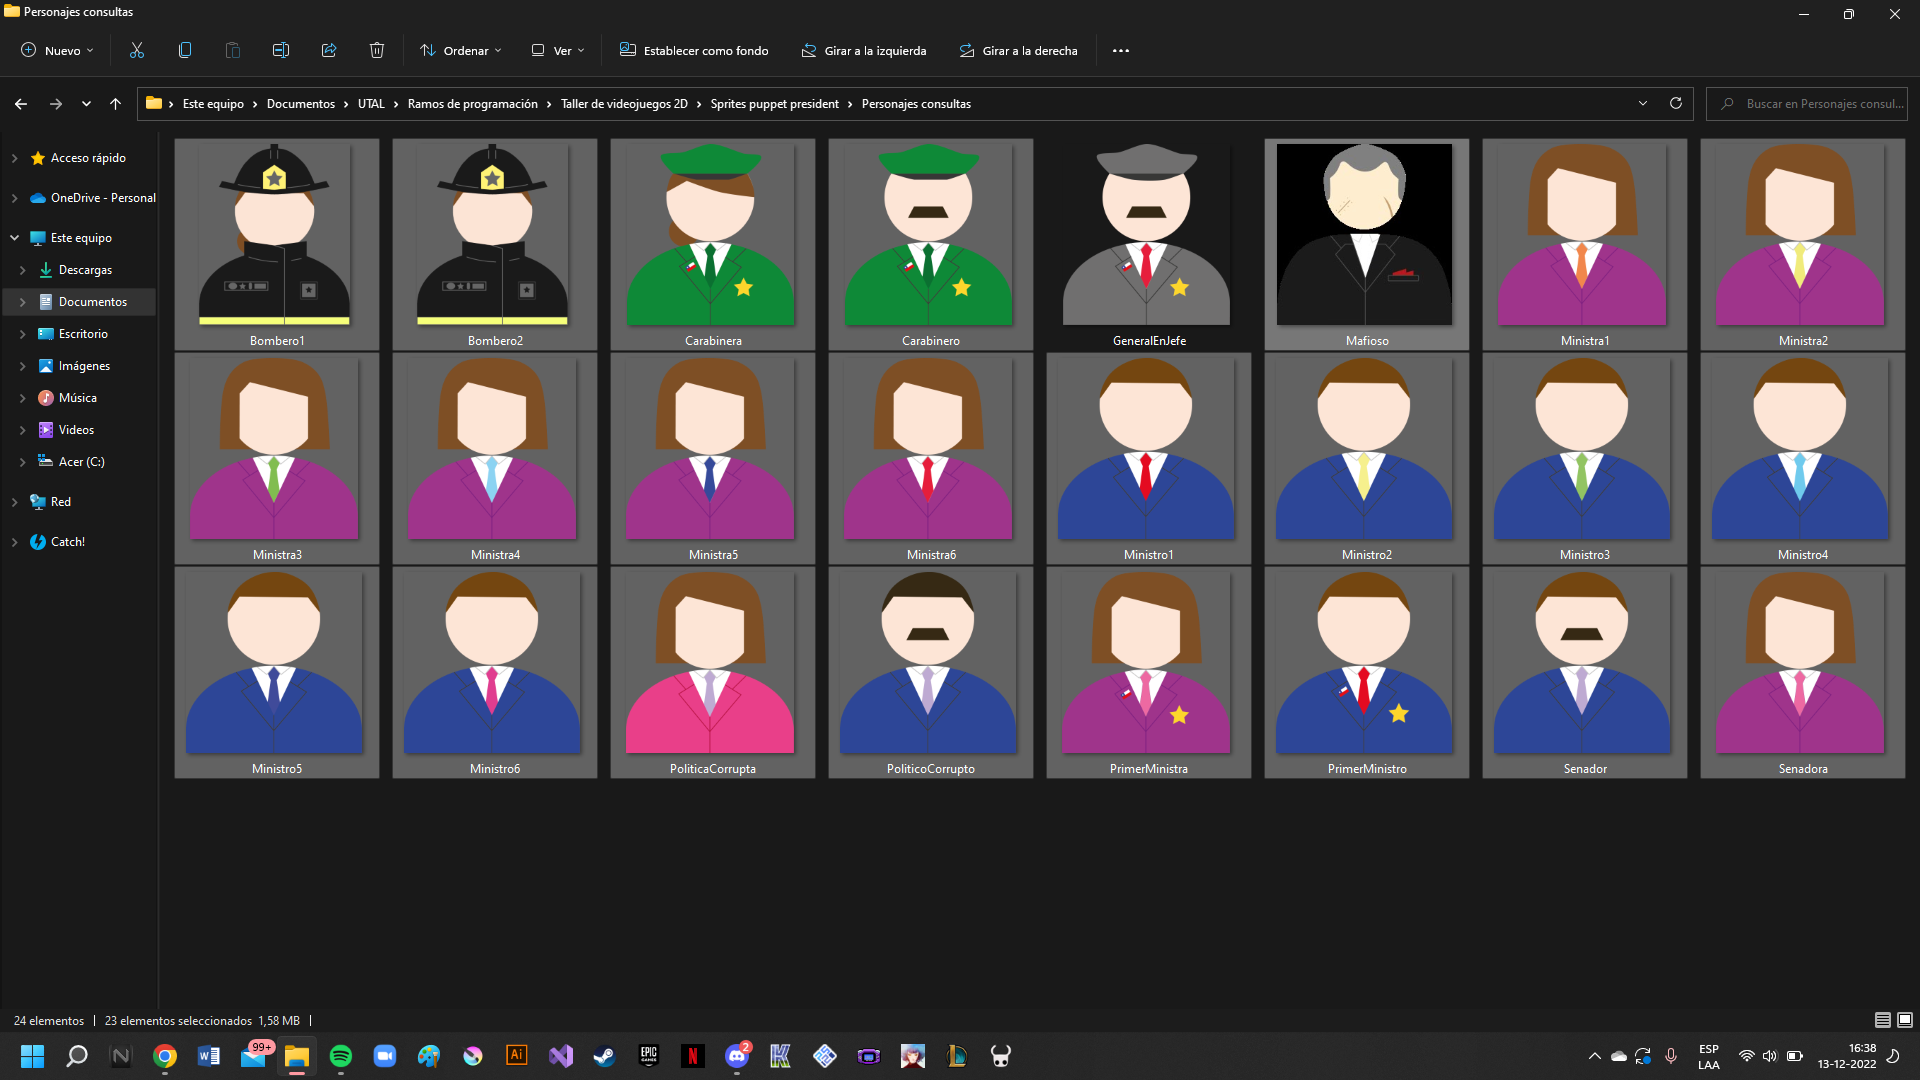 Personajes consultas
Nuevo
Ordenar
Ver
Establecer como fondo
Girar a la izquierda
Girar a la derecha
Este equipo > Documentos > UTAL > Ramos de programación > Taller de videojuegos 2D > Sprites puppet president > Personajes consultas
Buscar en Personajes consul...
Acceso rápido
OneDrive - Personal
Este equipo
Descargas
Documentos
Escritorio
Imágenes
Música
Videos
Acer (C:)
Red
Catch!
Bombero1
Bombero2
Carabinera
Carabinero
GeneralEnJefe
Mafioso
Ministra1
Ministra2
Ministra3
Ministra4
Ministra5
Ministra6
Ministro1
Ministro2
Ministro3
Ministro4
Ministro5
Ministro6
PoliticaCorrupta
PoliticoCorrupto
PrimerMinistra
PrimerMinistro
Senador
Senadora
24 elementos | 23 elementos seleccionados 1,58 MB |
N
W
99+
Ai
EPIC
GAMES
N
2
K
L
ESP
LAA
16:38
13-12-2022